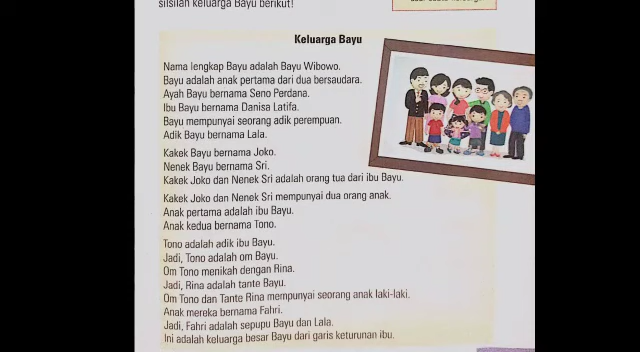 silsilah keluarga Bayu berikut!
Keluarga Bayu
Nama lengkap Bayu adalah Bayu Wibowo.
Bayu adalah anak pertama dari dua bersaudara.
Ayah Bayu bernama Seno Perdana.
Ibu Bayu bernama Danisa Latifa.
Bayu mempunyai seorang adik perempuan.
Adik Bayu bernama Lala.
Kakek Bayu bernama Joko.
Nenek Bayu bernama Sri.
Kakek Joko dan Nenek Sri adalah orang tua dari ibu Bayu.
Kakek Joko dan Nenek Sri mempunyai dua orang anak.
Anak pertama adalah ibu Bayu.
Anak kedua bernama Tono.
Tono adalah adik ibu Bayu.
Jadi, Tono adalah om Bayu.
Om Tono menikah dengan Rina.
Jadi, Rina adalah tante Bayu.
Om Tono dan Tante Rina mempunyai seorang anak laki-laki.
Anak mereka bernama Fahri.
Jadi, Fahri adalah sepupu Bayu dan Lala.
Ini adalah keluarga besar Bayu dari garis keturunan ibu.